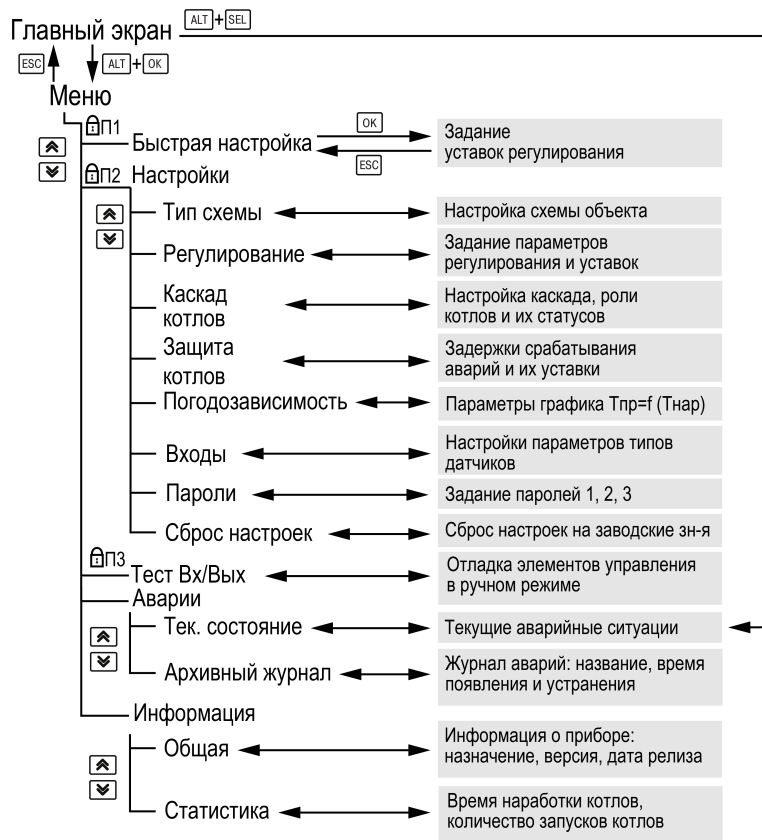 Главный экран ALT+SEL
ESC ALT+OK
Меню
П1
Быстрая настройка
OK
ESC
Задание
уставок регулирования
П2 Настройки
Тип схемы
Настройка схемы объекта
Регулирование
Задание параметров
регулирования и уставок
Каскад
котлов
Настройка каскада, роли
котлов и их статусов
Защита
котлов
Задержки срабатывания
аварий и их уставки
Погодозависимость
Параметры графика Тпр=f (Тнар)
Входы
Настройки параметров типов
датчиков
Пароли
Задание паролей 1, 2, 3
Сброс настроек
Сброс настроек на заводские зн-я
П3
Тест Вх/Вых
Отладка элементов управления
в ручном режиме
Аварии
Тек. состояние
Текущие аварийные ситуации
Архивный журнал
Журнал аварий: название, время
появления и устранения
Информация
Общая
Информация о приборе:
назначение, версия, дата релиза
Статистика
Время наработки котлов,
количество запусков котлов